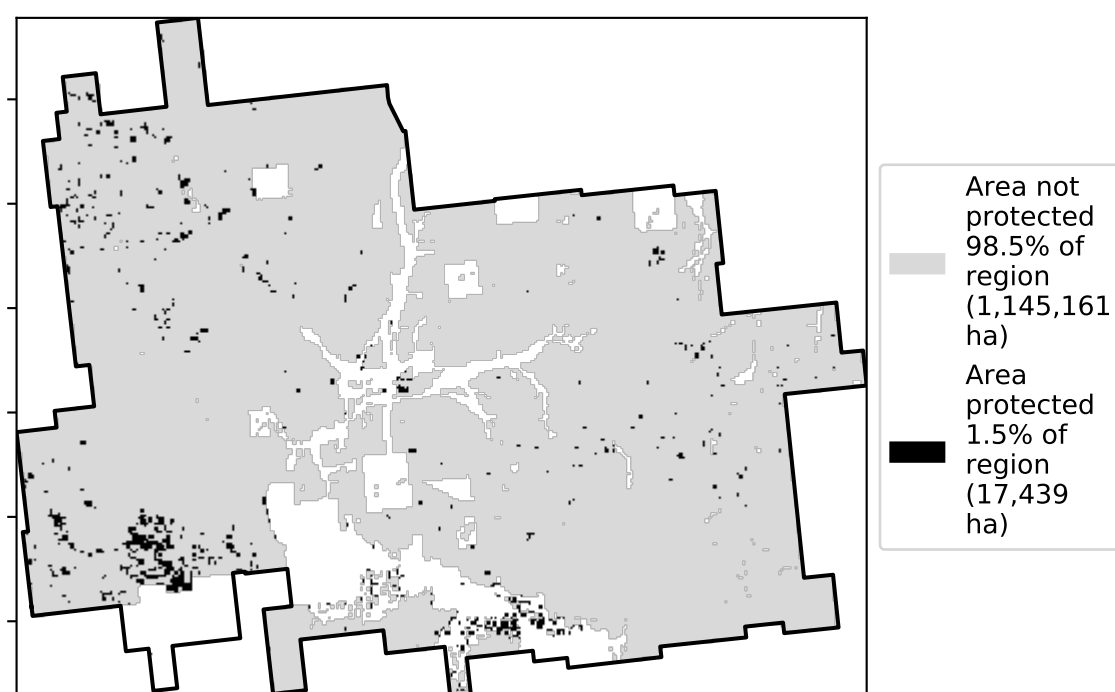 Area not
protected
98.5% of
region
(1,145,161
ha)
Area
protected
1.5% of
region
(17,439
ha)